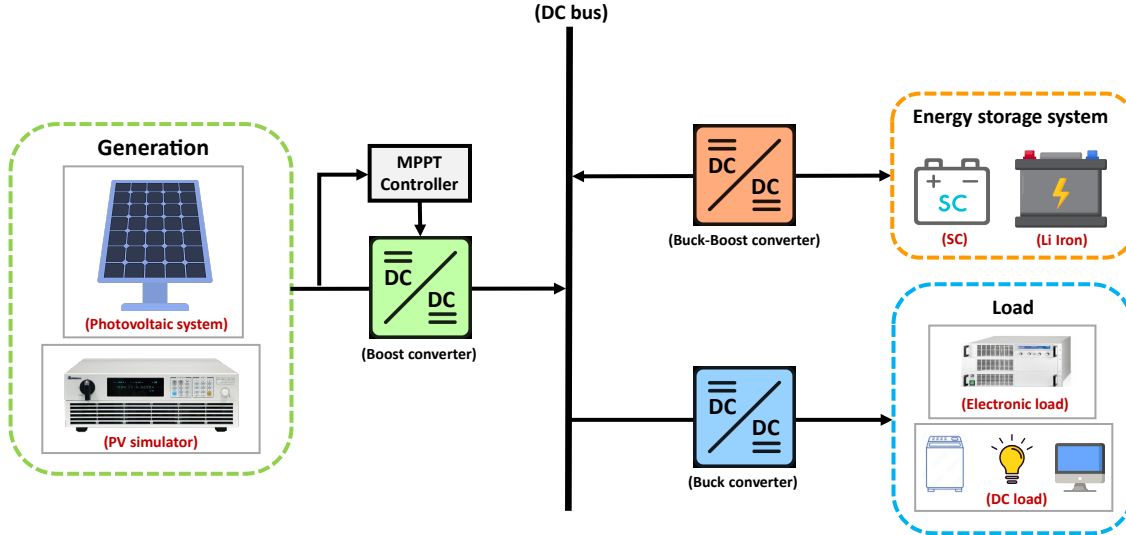 (DC bus)
Generation
(Photovoltaic system)
(PV simulator)
MPPT
Controller
DC
DC
(Boost converter)
DC
DC
(Buck-Boost converter)
Energy storage system
SC
(SC)
(Li Iron)
DC
DC
(Buck converter)
Load
(Electronic load)
(DC load)